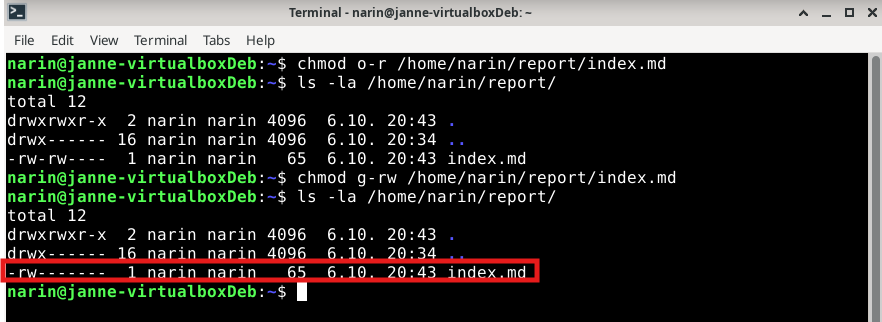 Terminal - narin@janne-virtualboxDeb: ~
File Edit View Terminal Tabs Help
narin@janne-virtualboxDeb:~$ chmod o-r /home/narin/report/index.md
narin@janne-virtualboxDeb:~$ ls -la /home/narin/report/
total 12
drwxrwxr-x  2 narin narin 4096  6.10. 20:43 .
drwx------ 16 narin narin 4096  6.10. 20:34 ..
-rw-rw----  1 narin narin   65  6.10. 20:43 index.md
narin@janne-virtualboxDeb:~$ chmod g-rw /home/narin/report/index.md
narin@janne-virtualboxDeb:~$ ls -la /home/narin/report/
total 12
drwxrwxr-x  2 narin narin 4096  6.10. 20:43 .
drwx------ 16 narin narin 4096  6.10. 20:34 ..
-rw-------  1 narin narin   65  6.10. 20:43 index.md
narin@janne-virtualboxDeb:~$